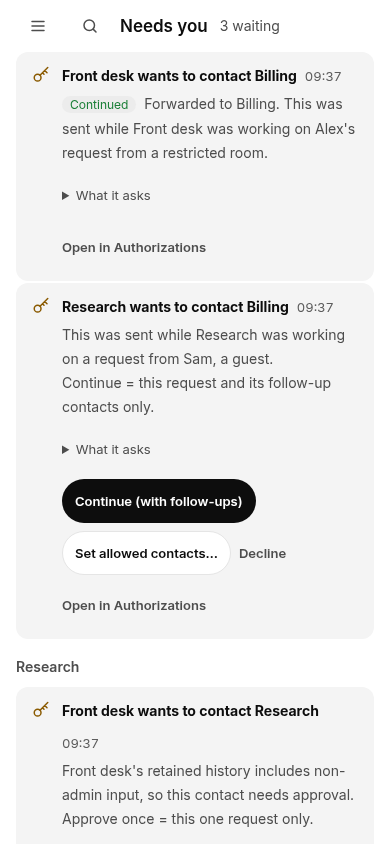 Needs you 3 waiting
Front desk wants to contact Billing 09:37
Continued Forwarded to Billing. This was
sent while Front desk was working on Alex's
request from a restricted room.
What it asks
Open in Authorizations
Research wants to contact Billing 09:37
This was sent while Research was working
on a request from Sam, a guest.
Continue = this request and its follow-up
contacts only.
What it asks
Continue (with follow-ups)
Set allowed contacts... Decline
Open in Authorizations
Research
Front desk wants to contact Research
09:37
Front desk's retained history includes non-
admin input, so this contact needs approval.
Approve once = this one request only.